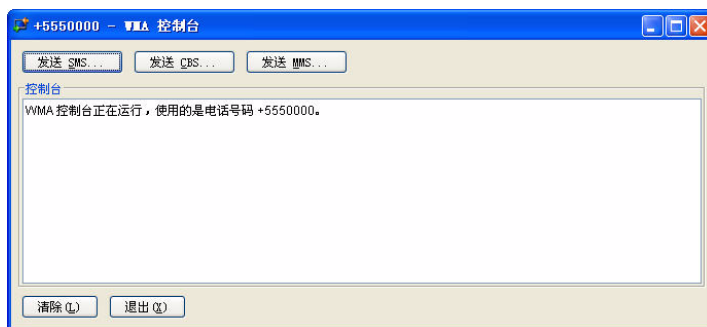 +5550000 - WMA 控制台
发送 SMS... 发送 CBS... 发送 MMS...
控制台
WMA 控制台正在运行，使用的是电话号码 +5550000。
清除(L) 退出(X)